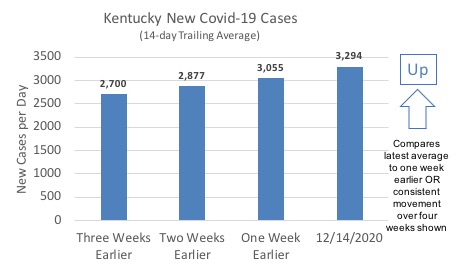 Kentucky New Covid-19 Cases
(14-day Trailing Average)
3500
3000
2500
2000
1500
1000
500
0
New Cases per Day
2,700
2,877
3,055
3,294
Three Weeks
Earlier
Two Weeks
Earlier
One Week
Earlier
12/14/2020
Up
Compares
latest average
to one week
earlier OR
consistent
movement
over four
weeks shown